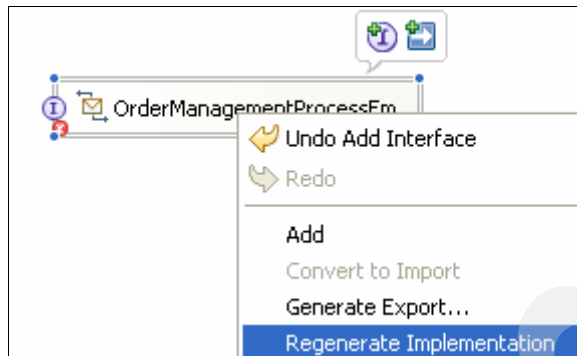 OrderManagementProcessEm
Undo Add Interface
Redo
Add
Convert to Import
Generate Export...
Regenerate Implementation